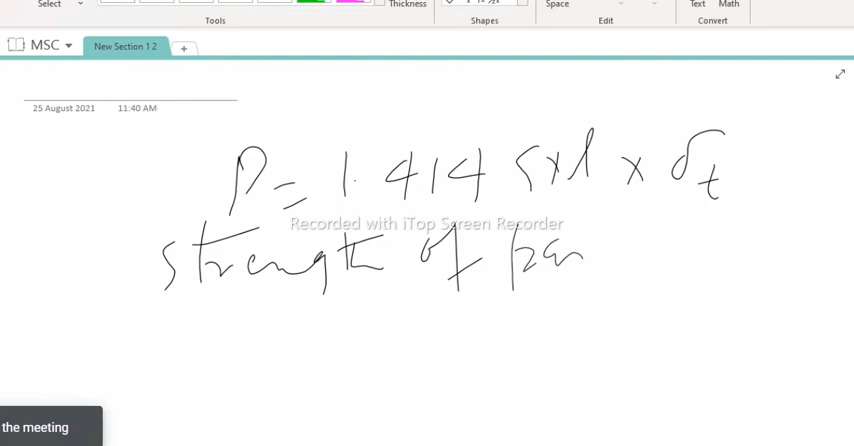 Select
Thickness
Space
Text Math
Tools
Shapes
Edit
Convert
MSC
New Section 1 2
+
25 August 2021 11:40 AM
P = 1.414 s x l x σt
Recorded with iTop Screen Recorder
strength of par
the meeting